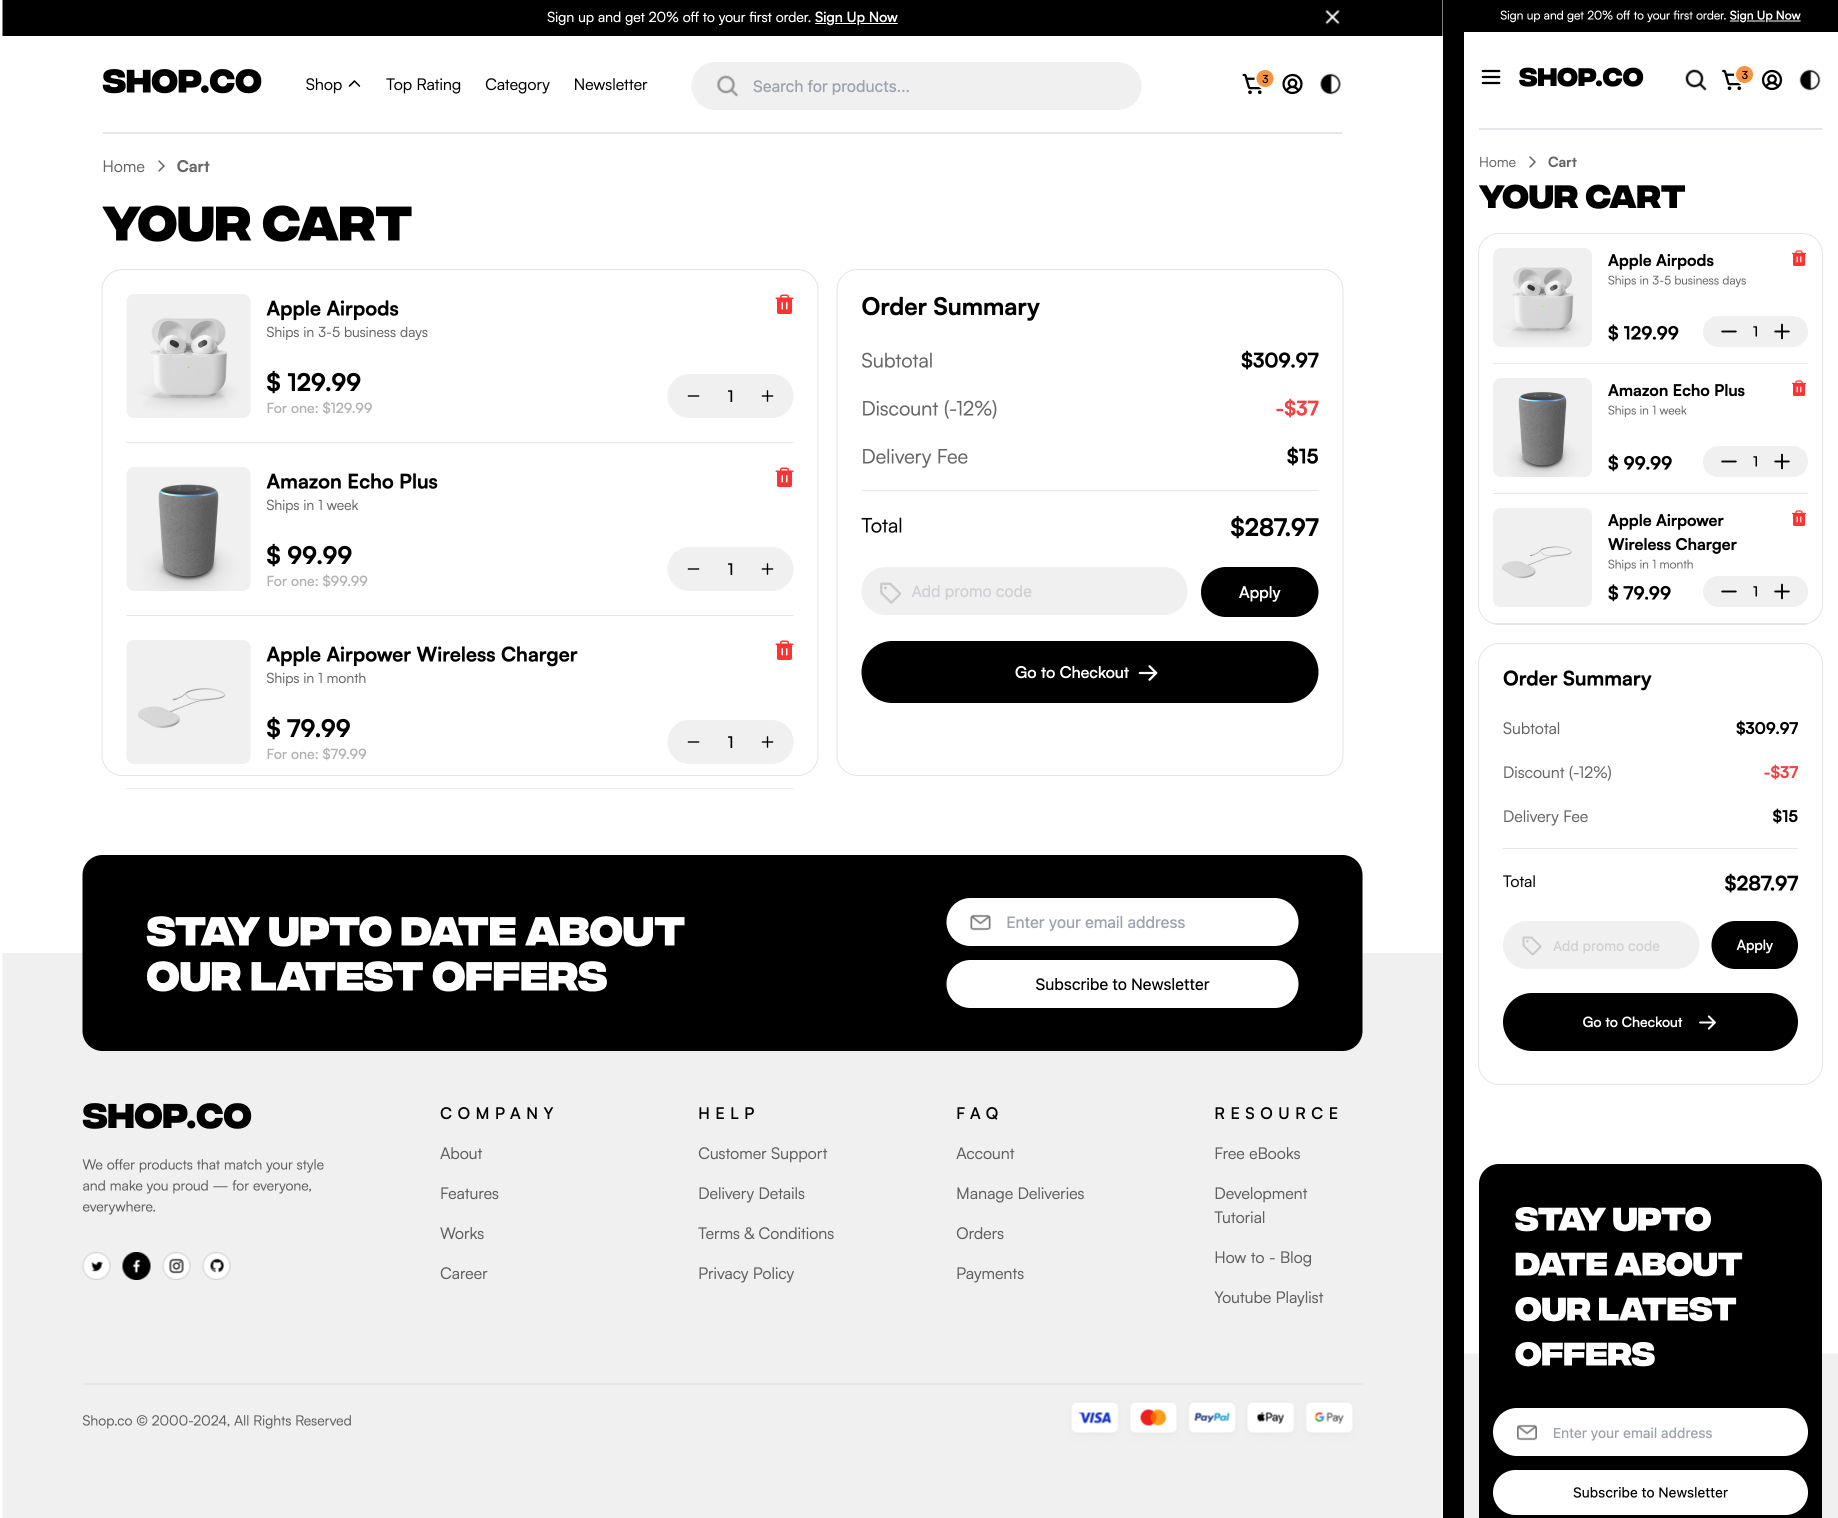 Sign up and get 20% off to your first order. Sign Up Now
SHOP.CO
Shop
Top Rating
Category
Newsletter
Search for products...
3
Home > Cart
YOUR CART
Apple Airpods
Ships in 3-5 business days
$ 129.99
For one: $129.99
1
Amazon Echo Plus
Ships in 1 week
$ 99.99
For one: $99.99
1
Apple Airpower Wireless Charger
Ships in 1 month
$ 79.99
For one: $79.99
1
Order Summary
Subtotal $309.97
Discount (-12%) -$37
Delivery Fee $15
Total $287.97
Add promo code
Apply
Go to Checkout
STAY UPTO DATE ABOUT
OUR LATEST OFFERS
Enter your email address
Subscribe to Newsletter
SHOP.CO
We offer products that match your style
and make you proud — for everyone,
everywhere.
COMPANY
About
Features
Works
Career
HELP
Customer Support
Delivery Details
Terms & Conditions
Privacy Policy
FAQ
Account
Manage Deliveries
Orders
Payments
RESOURCE
Free eBooks
Development
Tutorial
How to - Blog
Youtube Playlist
Shop.co © 2000-2024, All Rights Reserved
VISA
PayPal
Pay
G Pay
Sign up and get 20% off to your first order. Sign Up Now
SHOP.CO
3
Home > Cart
YOUR CART
Apple Airpods
Ships in 3-5 business days
$ 129.99
1
Amazon Echo Plus
Ships in 1 week
$ 99.99
1
Apple Airpower
Wireless Charger
Ships in 1 month
$ 79.99
1
Order Summary
Subtotal $309.97
Discount (-12%) -$37
Delivery Fee $15
Total $287.97
Add promo code
Apply
Go to Checkout
STAY UPTO
DATE ABOUT
OUR LATEST
OFFERS
Enter your email address
Subscribe to Newsletter